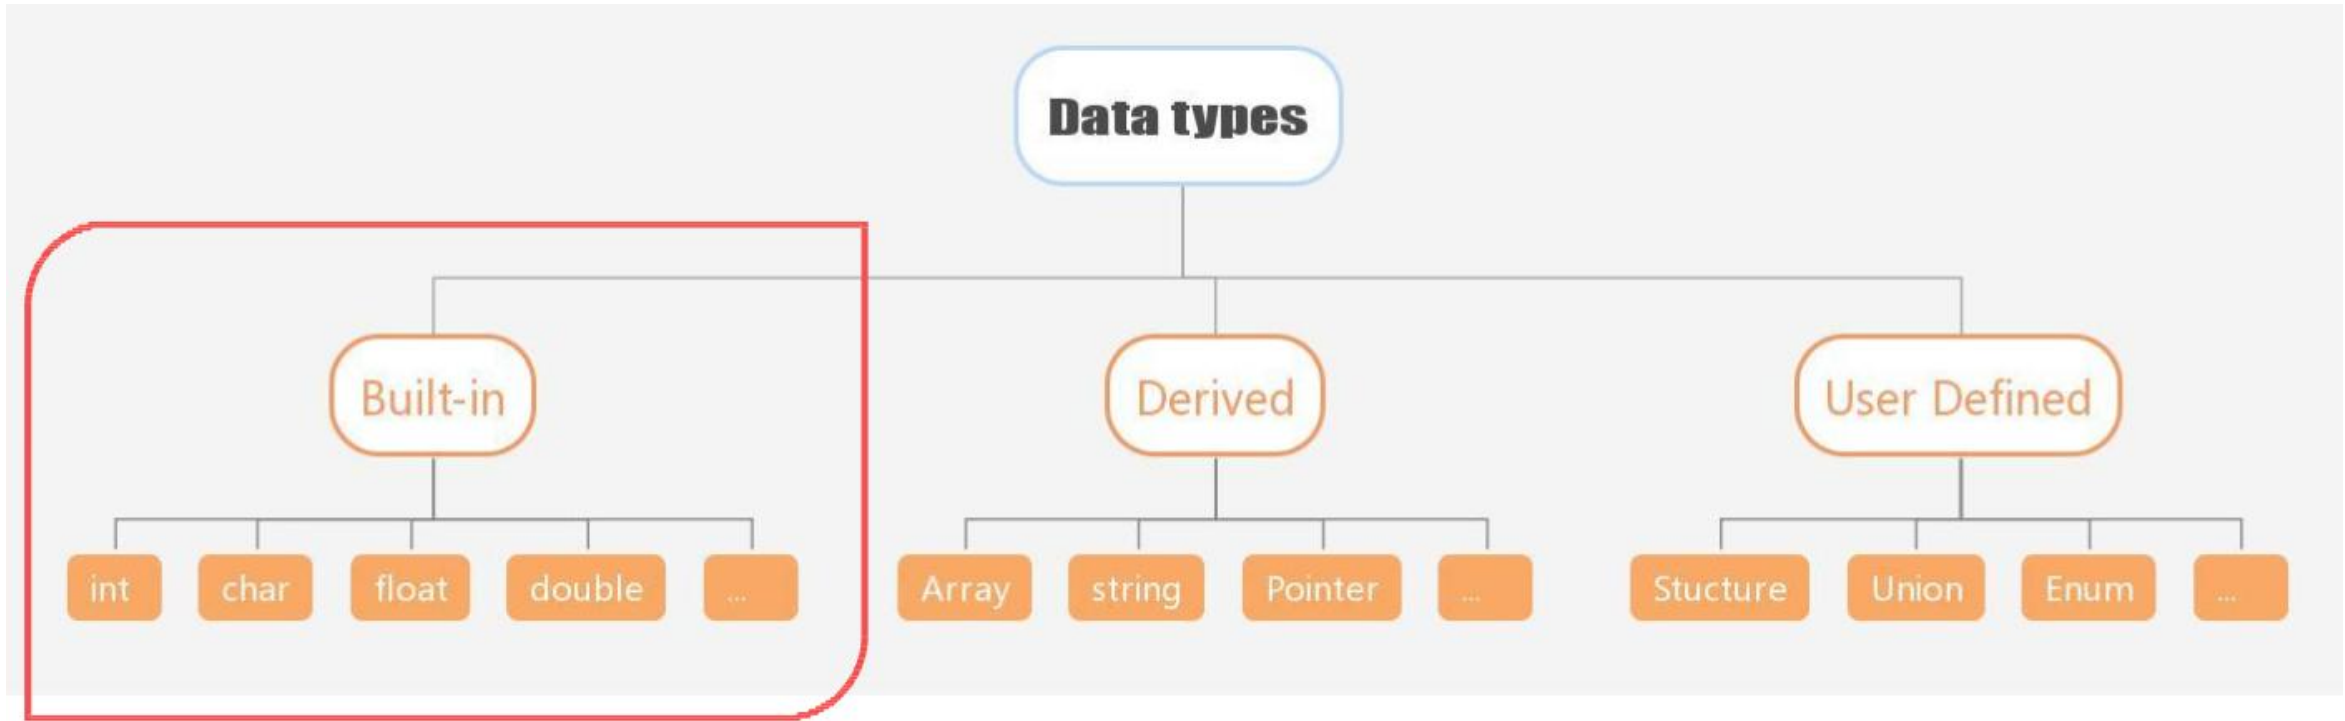 Data types
Built-in
Derived
User Defined
int
char
float
double
...
Array
string
Pointer
...
Stucture
Union
Enum
...